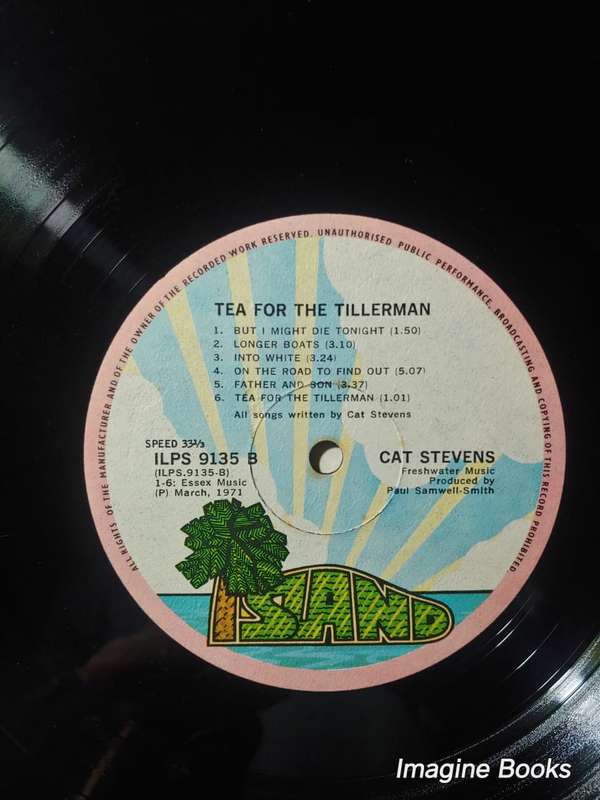 ALL RIGHTS OF THE MANUFACTURER AND OF THE OWNER OF THE RECORDED WORK RESERVED. UNAUTHORISED PUBLIC PERFORMANCE, BROADCASTING AND COPYING OF THIS RECORD PROHIBITED.
TEA FOR THE TILLERMAN
1. BUT I MIGHT DIE TONIGHT (1.50)
2. LONGER BOATS (3.10)
3. INTO WHITE (3.24)
4. ON THE ROAD TO FIND OUT (5.07)
5. FATHER AND SON (3.37)
6. TEA FOR THE TILLERMAN (1.01)
All songs written by Cat Stevens
SPEED 33⅓
ILPS 9135 B
(ILPS.9135-B)
1-6: Essex Music
(P) March, 1971
CAT STEVENS
Freshwater Music
Produced by
Paul Samwell-Smith
ISLAND
Imagine Books